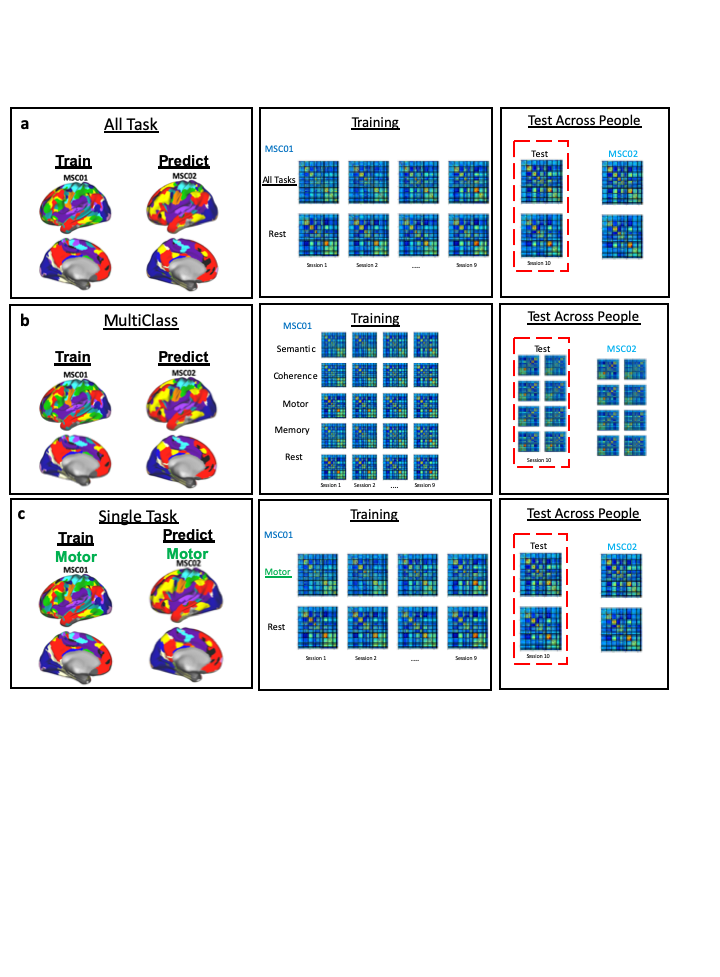 a
All Task
Train
Predict
MSC01
MSC02
Training
MSC01
All Tasks
Rest
Session 1
Session 2
.....
Session 9
Test Across People
Test
MSC02
Session 10
b
MultiClass
Train
Predict
MSC01
MSC02
Training
MSC01
Semantic
Coherence
Motor
Memory
Rest
Session 1
Session 2
....
Session 9
Test Across People
Test
MSC02
Session 10
c
Single Task
Train
Predict
Motor
Motor
MSC01
MSC02
Training
MSC01
Motor
Rest
Session 1
Session 2
.....
Session 9
Test Across People
Test
MSC02
Session 10